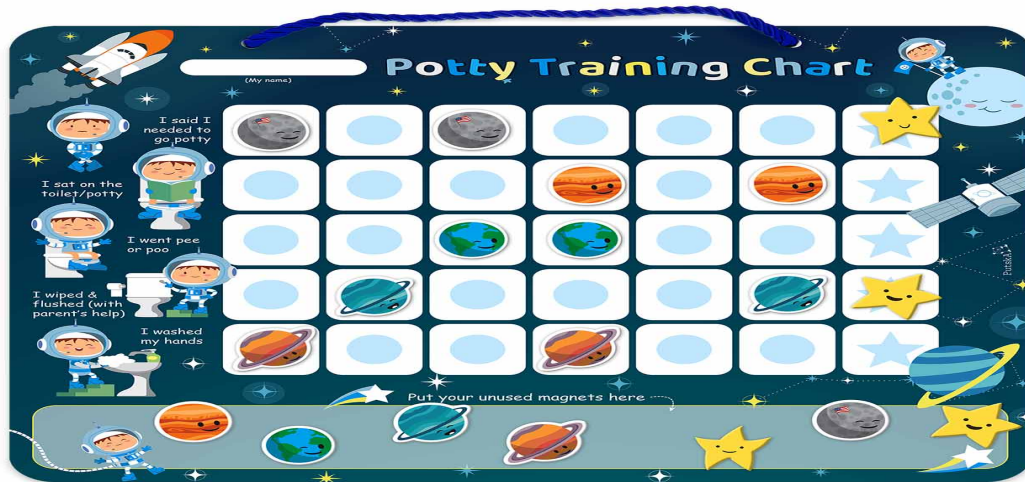 Potty Training Chart
(My name)
I said I
needed to
go potty
I sat on the
toilet/potty
I went pee
or poo
I wiped &
flushed (with
parent's help)
I washed
my hands
Put your unused magnets here
PutskA